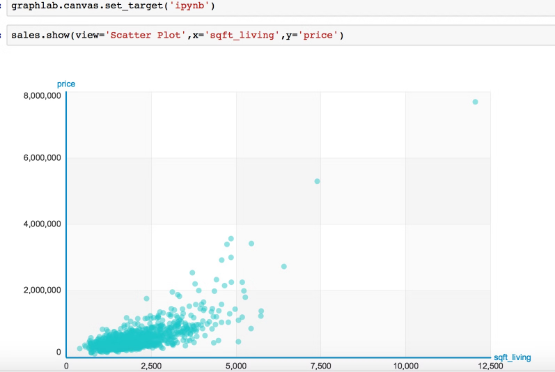 graphlab.canvas.set_target('ipynb')
sales.show(view='Scatter Plot',x='sqft_living',y='price')
price
8,000,000
6,000,000
4,000,000
2,000,000
0
0 2,500 5,000 7,500 10,000 12,500
sqft_living